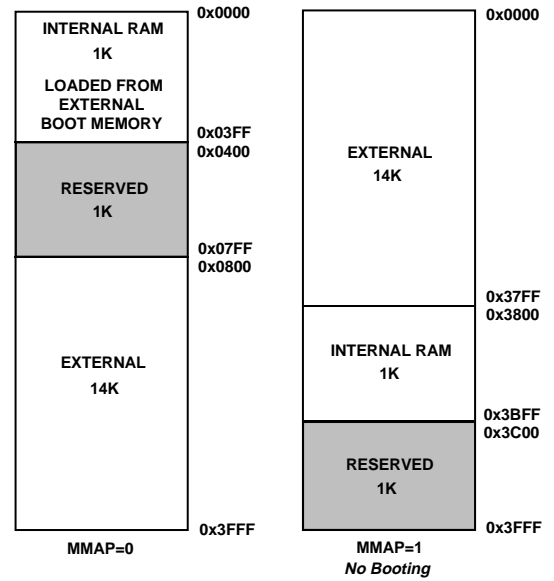 0x0000
INTERNAL RAM
1K
LOADED FROM
EXTERNAL
BOOT MEMORY
0x03FF
0x0400
RESERVED
1K
0x07FF
0x0800
EXTERNAL
14K
0x3FFF
MMAP=0
0x0000
EXTERNAL
14K
0x37FF
0x3800
INTERNAL RAM
1K
0x3BFF
0x3C00
RESERVED
1K
0x3FFF
MMAP=1
No Booting